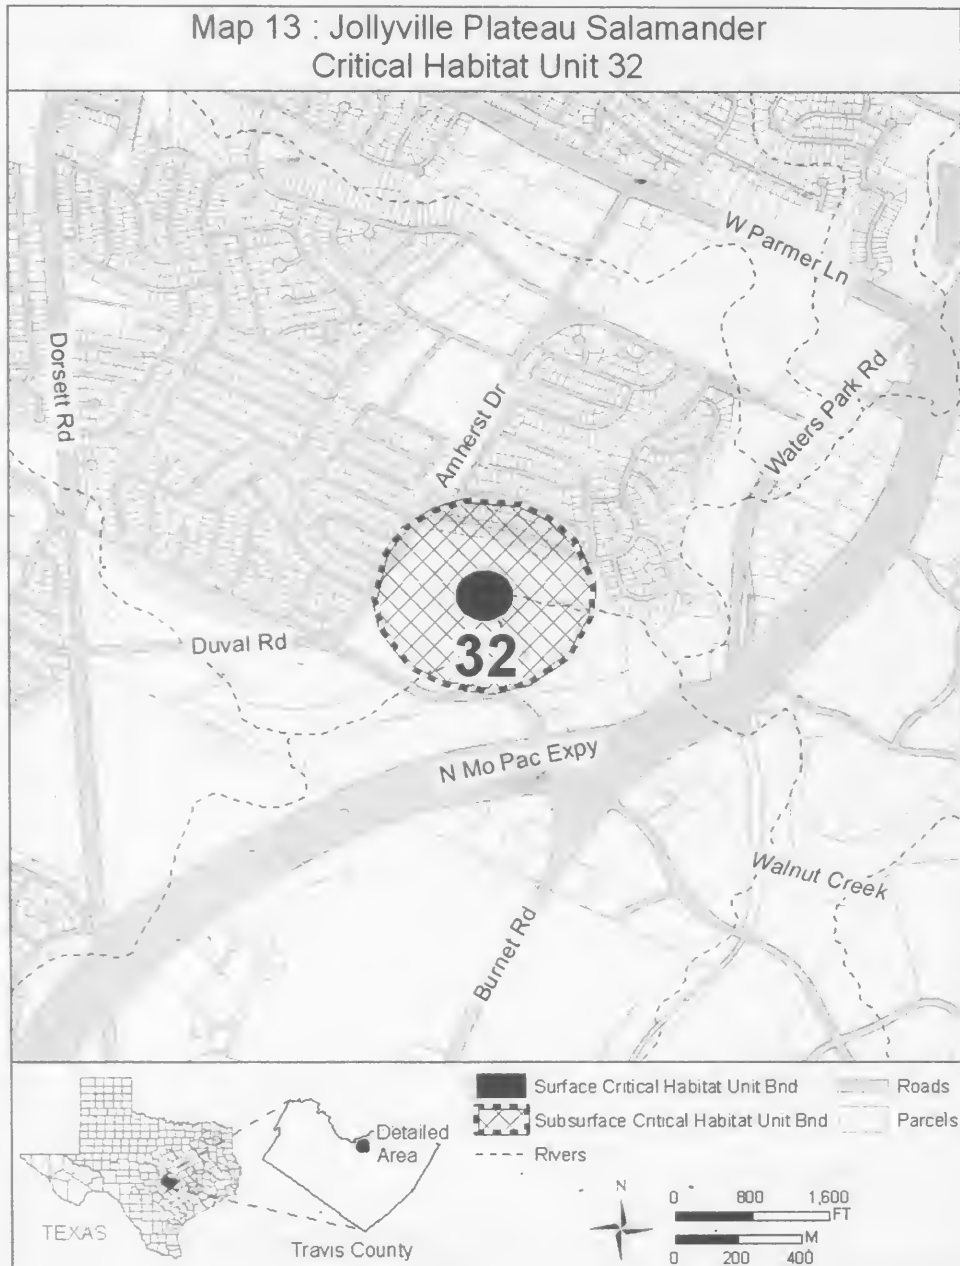 Map 13 : Jollyville Plateau Salamander
Critical Habitat Unit 32
W Parmer Ln
Dorsett Rd
Amherst Dr
Waters Park Rd
Duval Rd
32
N Mo Pac Expy
Walnut Creek
Burnet Rd
TEXAS
Detailed
Area
Travis County
Surface Critical Habitat Unit Bnd
Subsurface Critical Habitat Unit Bnd
Rivers
Roads
Parcels
N
0 800 1,600
FT
M
0 200 400